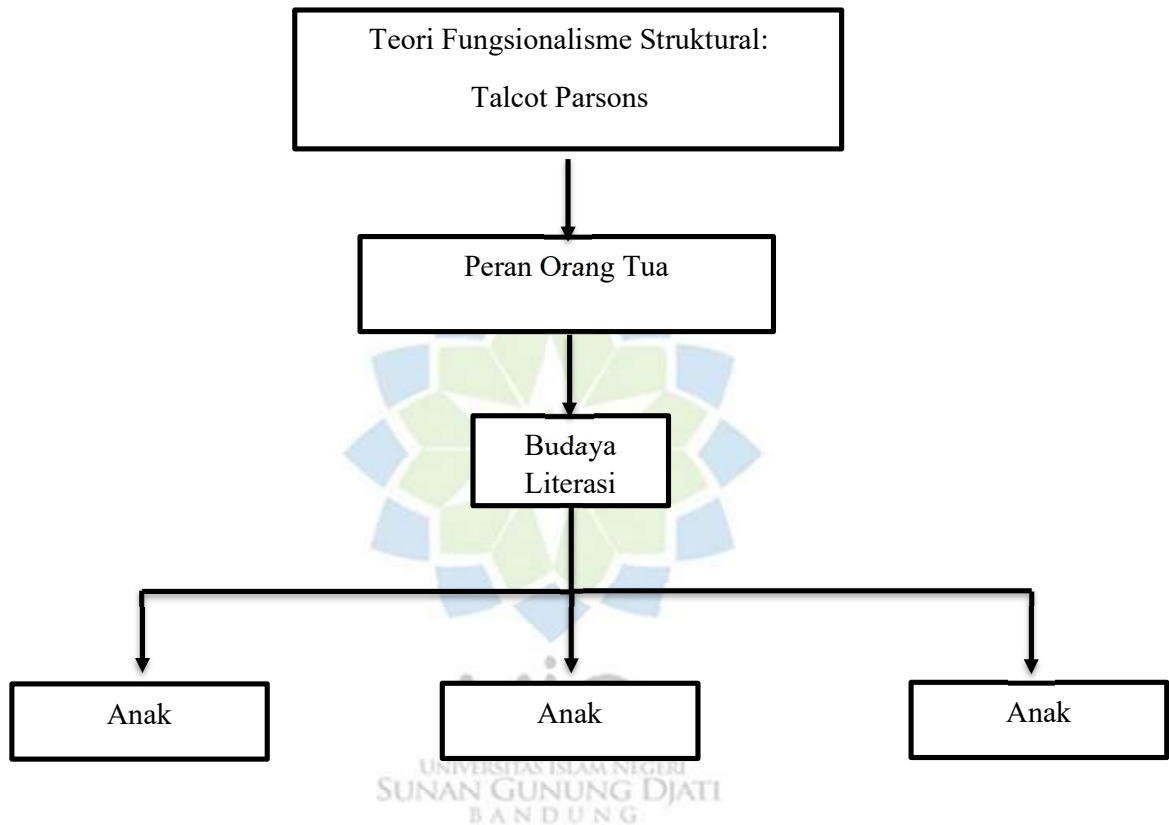 Teori Fungsionalisme Struktural:
Talcot Parsons
Peran Orang Tua
Budaya
Literasi
Anak
Anak
Anak
UNIVERSITAS ISLAM NEGERI
SUNAN GUNUNG DJATI
BANDUNG